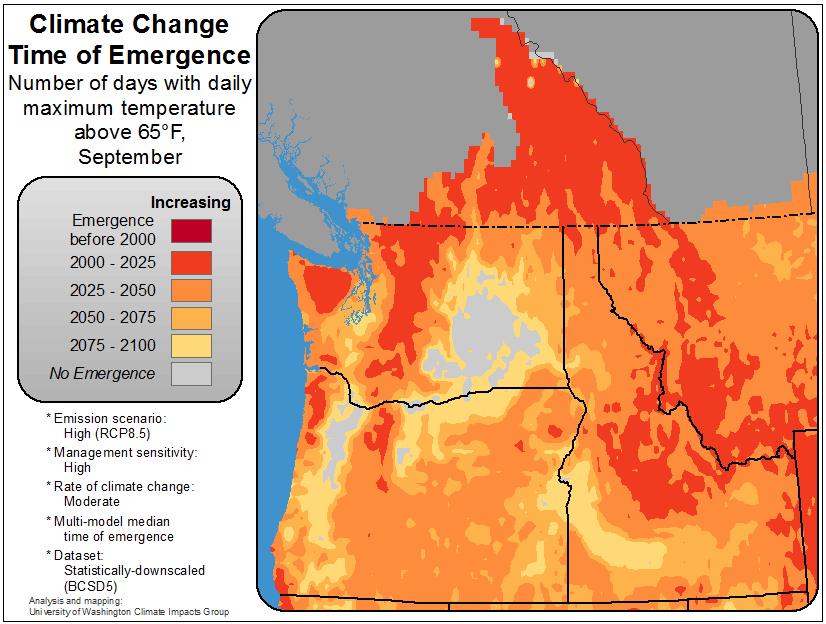 Climate Change
Time of Emergence
Number of days with daily
maximum temperature
above 65°F,
September
Increasing
Emergence
before 2000
2000 - 2025
2025 - 2050
2050 - 2075
2075 - 2100
No Emergence
* Emission scenario:
High (RCP8.5)
* Management sensitivity:
High
* Rate of climate change:
Moderate
* Multi-model median
time of emergence
* Dataset:
Statistically-downscaled
(BCSD5)
Analysis and mapping:
University of Washington Climate Impacts Group